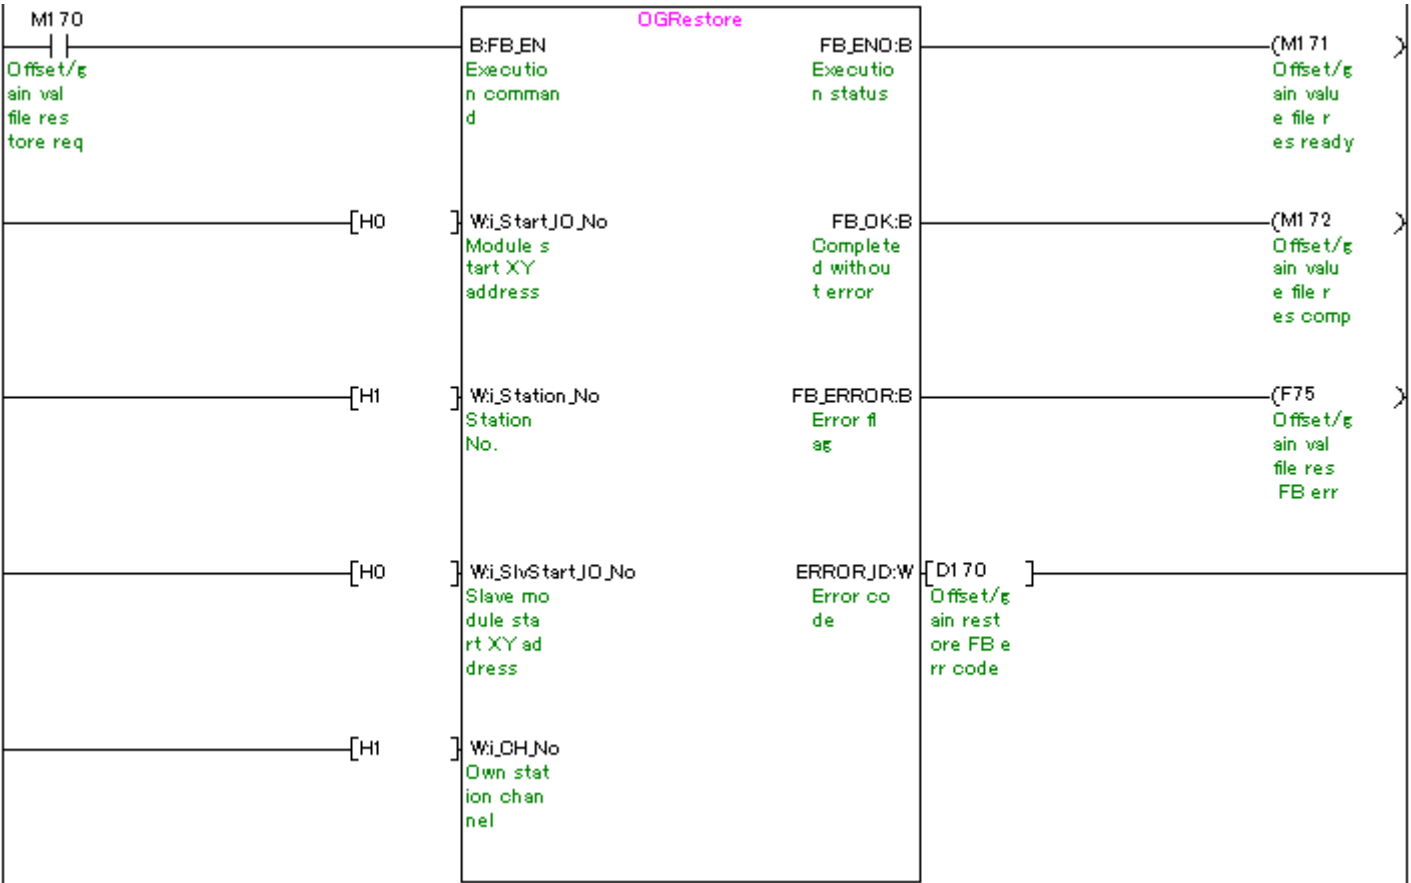 M170
Offset/g
ain val
file res
tore req
OGRestore
B:FB_EN
Executio
n comman
d
FB_ENO:B
Executio
n status
(M171 )
Offset/g
ain valu
e file r
es ready
[H0 ]
W:i_Start_IO_No
Module s
tart XY
address
FB_OK:B
Complete
d withou
t error
(M172 )
Offset/g
ain valu
e file r
es comp
[H1 ]
W:i_Station_No
Station
No.
FB_ERROR:B
Error fl
ag
(F75 )
Offset/g
ain val
file res
FB err
[H0 ]
W:i_SlvStart_IO_No
Slave mo
dule sta
rt XY ad
dress
ERROR_ID:W
Error co
de
[D170 ]
Offset/g
ain rest
ore FB e
rr code
[H1 ]
W:i_CH_No
Own stat
ion chan
nel